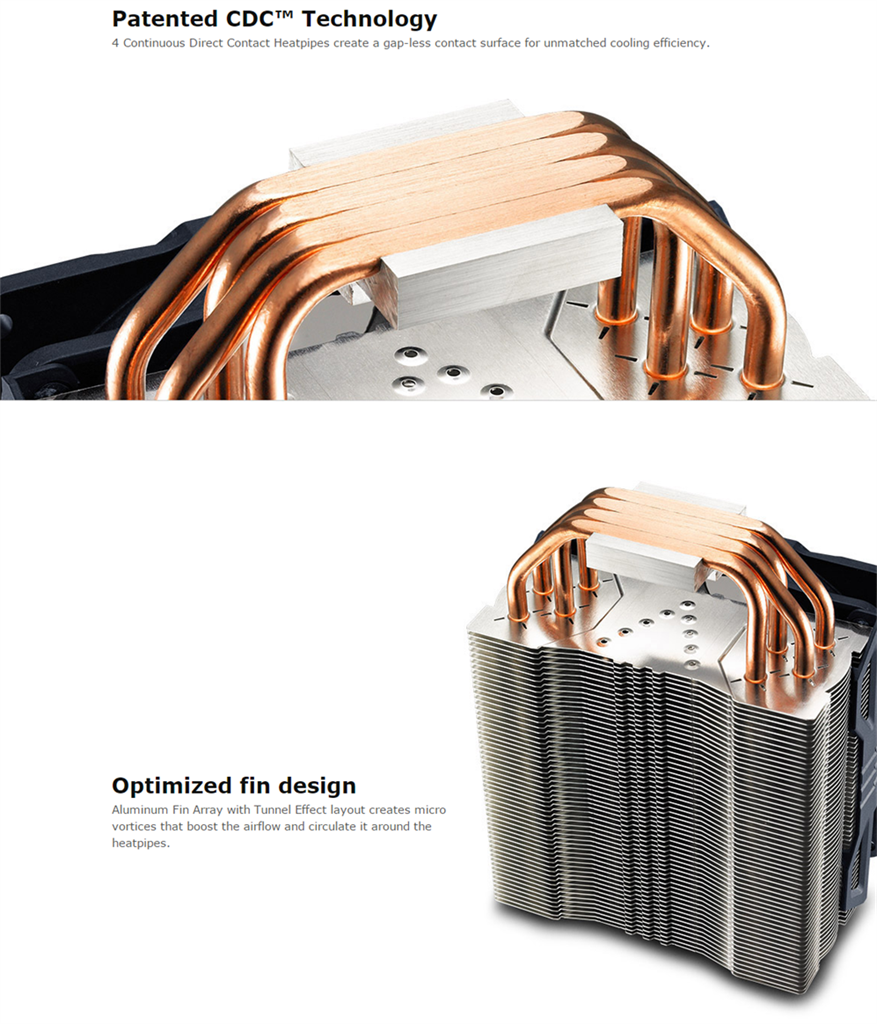 Patented CDC™ Technology
4 Continuous Direct Contact Heatpipes create a gap-less contact surface for unmatched cooling efficiency.
Optimized fin design
Aluminum Fin Array with Tunnel Effect layout creates micro
vortices that boost the airflow and circulate it around the
heatpipes.